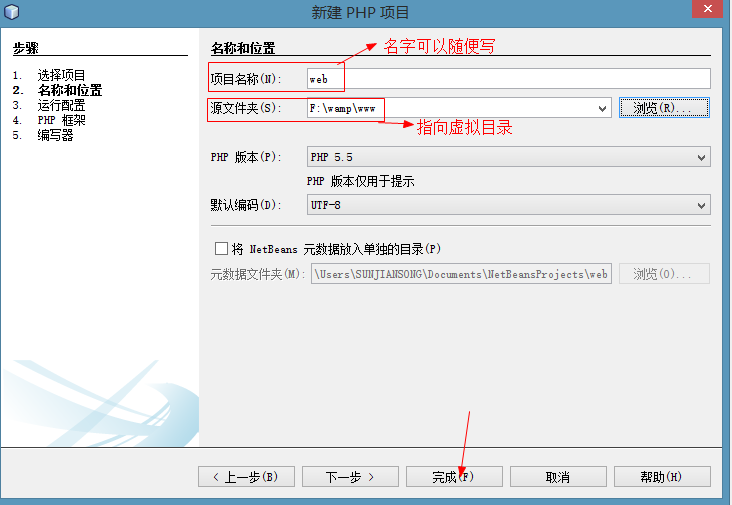 新建 PHP 项目
步骤
1. 选择项目
2. 名称和位置
3. 运行配置
4. PHP 框架
5. 编写器
名称和位置
名字可以随便写
项目名称(N): web
源文件夹(S): F:\wamp\www 浏览(R)...
指向虚拟目录
PHP 版本(P): PHP 5.5
PHP 版本仅用于提示
默认编码(D): UTF-8
将 NetBeans 元数据放入单独的目录(P)
元数据文件夹(M): \Users\SUNJIANSONG\Documents\NetBeansProjects\web 浏览(O)...
< 上一步(B) 下一步 > 完成(F) 取消 帮助(H)